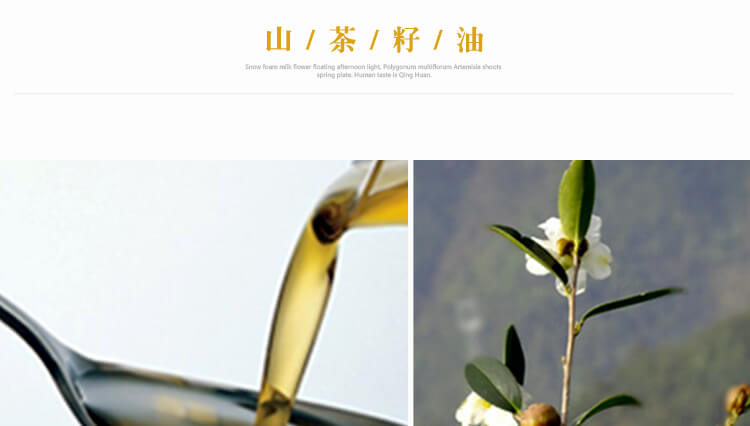 山/茶/籽/油
Snow foam milk flower floating afternoon light, Polygonum multiflorum Artemisia shoots
spring plate. Human taste is Qing Huan.